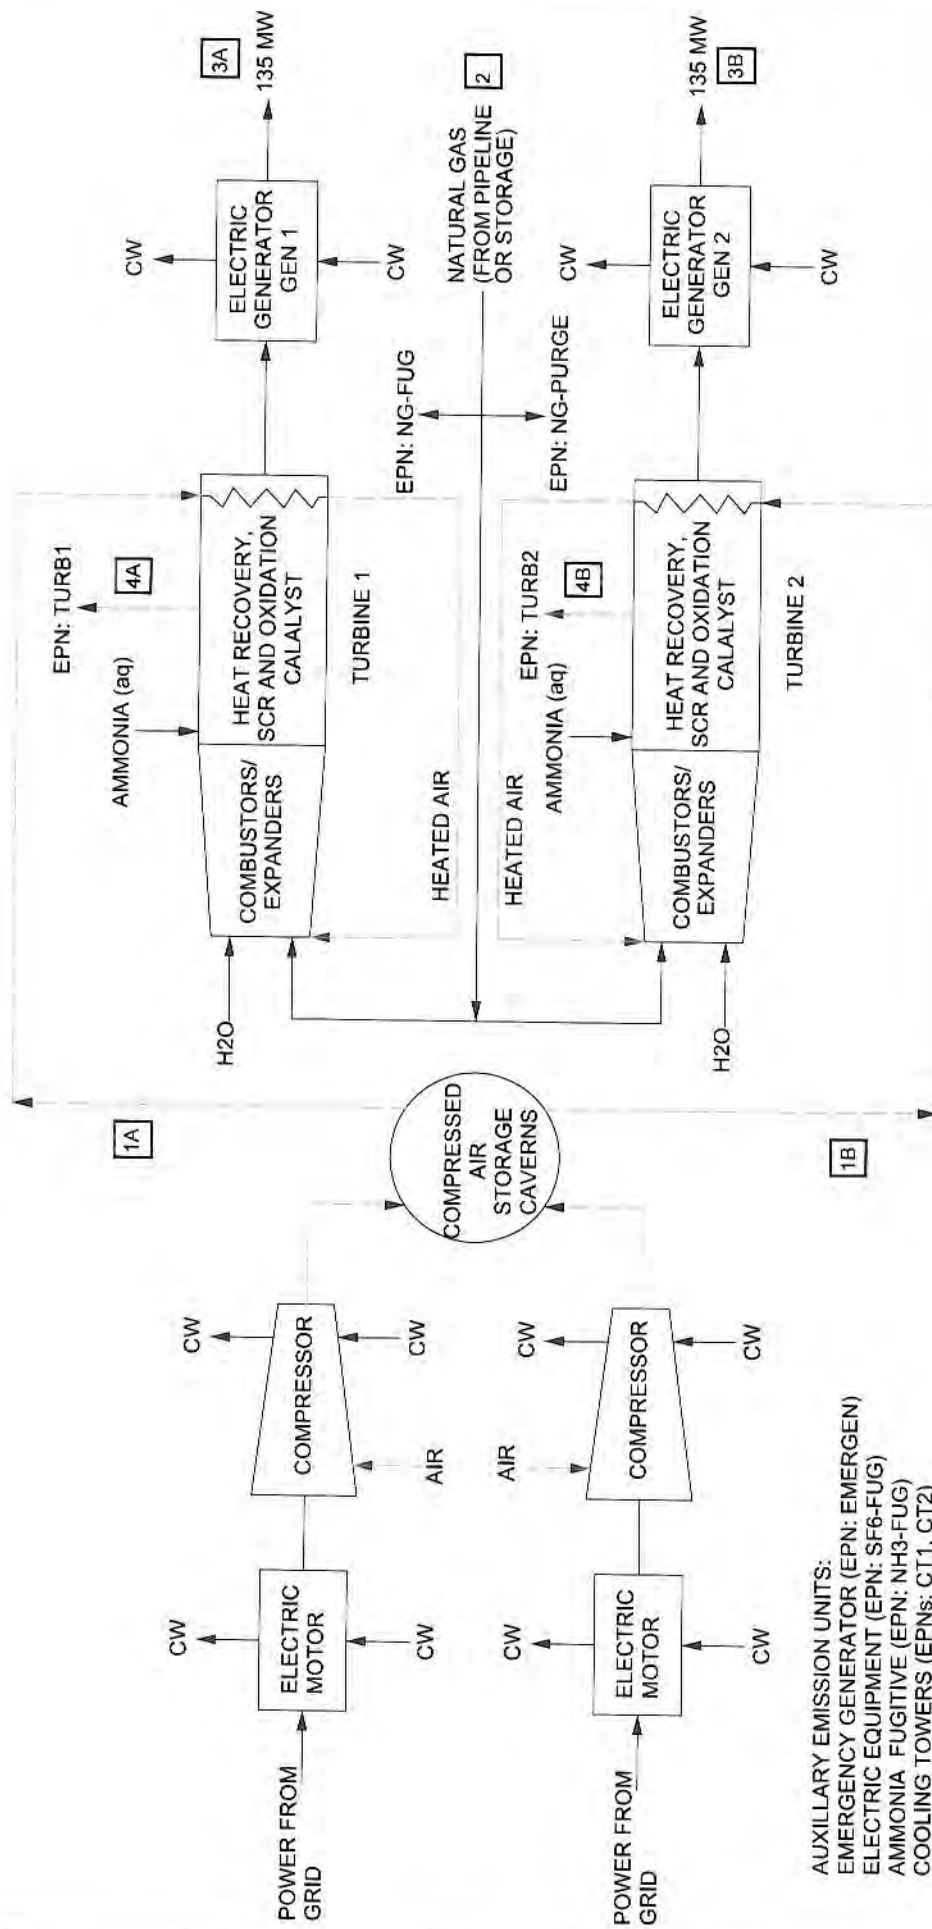 POWER FROM
GRID
ELECTRIC
MOTOR
CW
CW
COMPRESSOR
CW
CW
AIR
POWER FROM
GRID
ELECTRIC
MOTOR
CW
CW
COMPRESSOR
CW
CW
AIR
COMPRESSED
AIR
STORAGE
CAVERNS
1A
1B
H2O
COMBUSTORS/
EXPANDERS
AMMONIA (aq)
HEAT RECOVERY,
SCR AND OXIDATION
CALALYST
EPN: TURB1
4A
TURBINE 1
HEATED AIR
ELECTRIC
GENERATOR
GEN 1
CW
CW
3A
135 MW
EPN: NG-FUG
NATURAL GAS
(FROM PIPELINE
OR STORAGE)
2
EPN: NG-PURGE
H2O
COMBUSTORS/
EXPANDERS
HEATED AIR
AMMONIA (aq)
HEAT RECOVERY,
SCR AND OXIDATION
CALALYST
EPN: TURB2
4B
TURBINE 2
ELECTRIC
GENERATOR
GEN 2
CW
CW
135 MW
3B
AUXILLARY EMISSION UNITS:
EMERGENCY GENERATOR (EPN: EMERGEN)
ELECTRIC EQUIPMENT (EPN: SF6-FUG)
AMMONIA FUGITIVE (EPN: NH3-FUG)
COOLING TOWERS (EPNs: CT1, CT2)